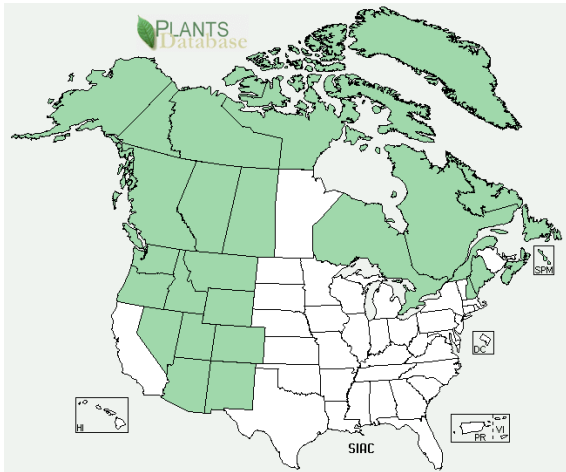 PLANTS
Database
SPM
DC
HI
PR
VI
SIAC